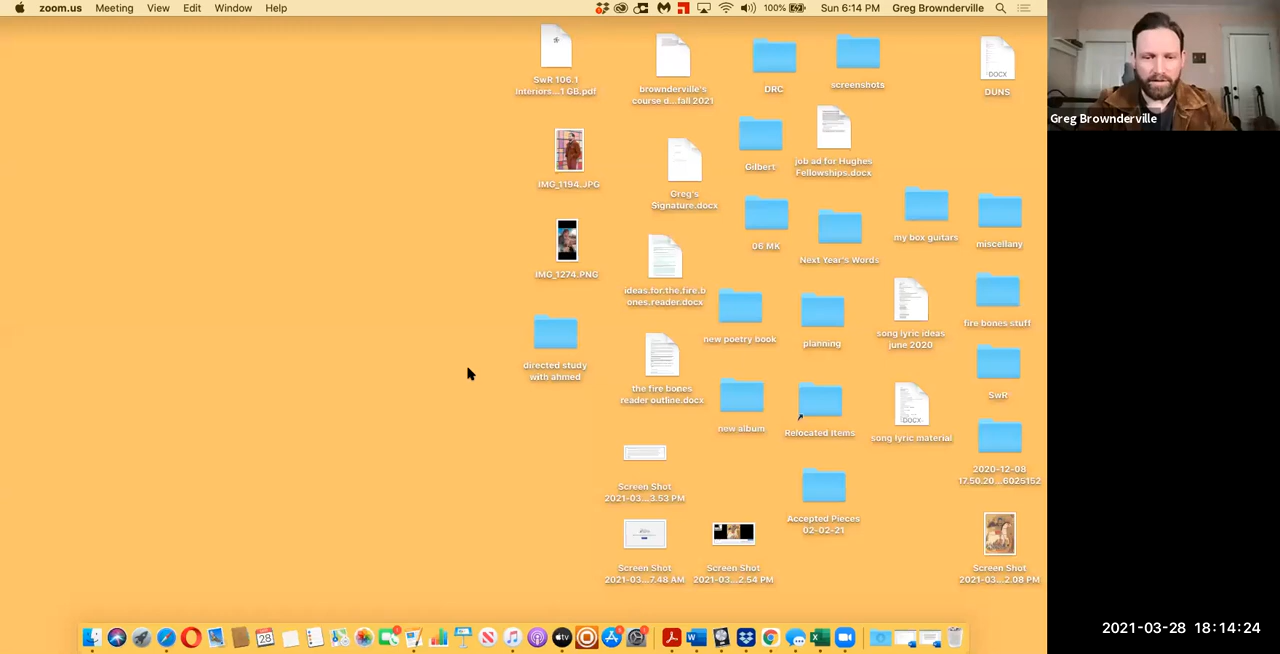 zoom.us Meeting View Edit Window Help 100% Sun 6:14 PM Greg Brownderville
SwR 106.1
Interiors...1 GB.pdf
brownderville's
course d...fall 2021
DRC
screenshots
DUNS
DOCX
Greg Brownderville
IMG_1194.JPG
Greg's
Signature.docx
Gilbert
job ad for Hughes
Fellowships.docx
IMG_1274.PNG
06 MK
Next Year's Words
my box guitars
miscellany
ideas.for.the.fire.b
ones.reader.docx
new poetry book
planning
song lyric ideas
june 2020
fire bones stuff
directed study
with ahmed
the fire bones
reader outline.docx
new album
Relocated Items
DOCX
song lyric material
SwR
Screen Shot
2021-03...3.53 PM
Accepted Pieces
02-02-21
2020-12-08
17.50.20...6025152
Screen Shot
2021-03...7.48 AM
Screen Shot
2021-03...2.54 PM
Screen Shot
2021-03...2.08 PM
28
tv
2021-03-28 18:14:24